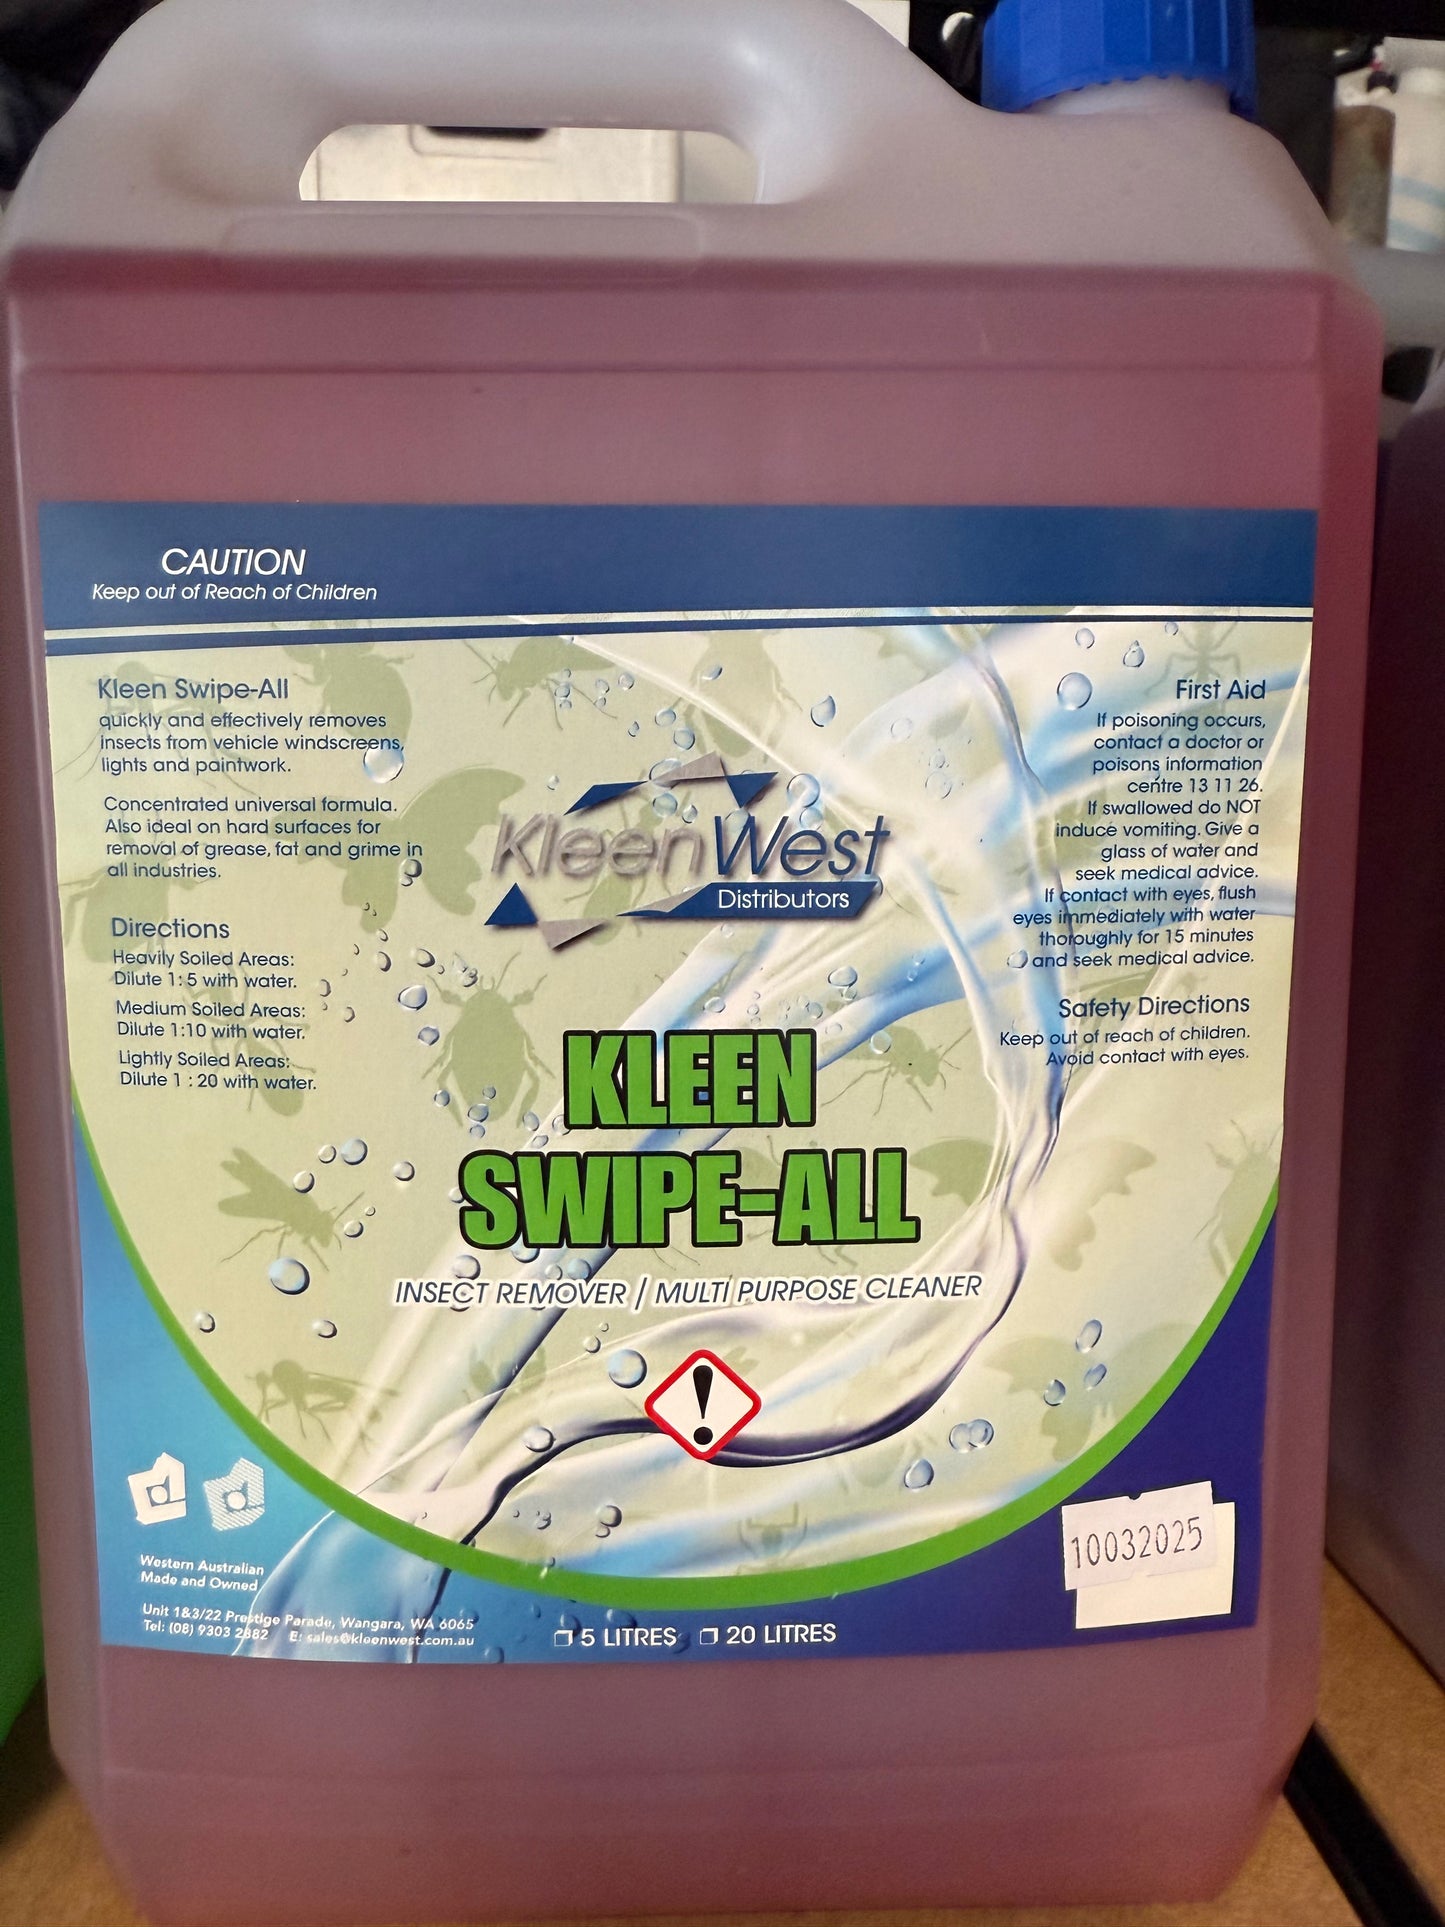 CAUTION
Keep out of Reach of Children
Kleen Swipe-All
quickly and effectively removes
insects from vehicle windscreens,
lights and paintwork.
Concentrated universal formula.
Also ideal on hard surfaces for
removal of grease, fat and grime in
all industries.
Directions
Heavily Soiled Areas:
Dilute 1:5 with water.
Medium Soiled Areas:
Dilute 1:10 with water.
Lightly Soiled Areas:
Dilute 1 : 20 with water.
KleenWest
Distributors
First Aid
If poisoning occurs,
contact a doctor or
poisons information
centre 13 11 26.
If swallowed do NOT
induce vomiting. Give a
glass of water and
seek medical advice.
If contact with eyes, flush
eyes immediately with water
thoroughly for 15 minutes
and seek medical advice.
Safety Directions
Keep out of reach of children.
Avoid contact with eyes.
KLEEN
SWIPE-ALL
INSECT REMOVER / MULTI PURPOSE CLEANER
Western Australian
Made and Owned
Unit 1&3/22 Prestige Parade, Wangara, WA 6065
Tel: (08) 9303 2882 E: sales@kleenwest.com.au
5 LITRES 20 LITRES
10032025